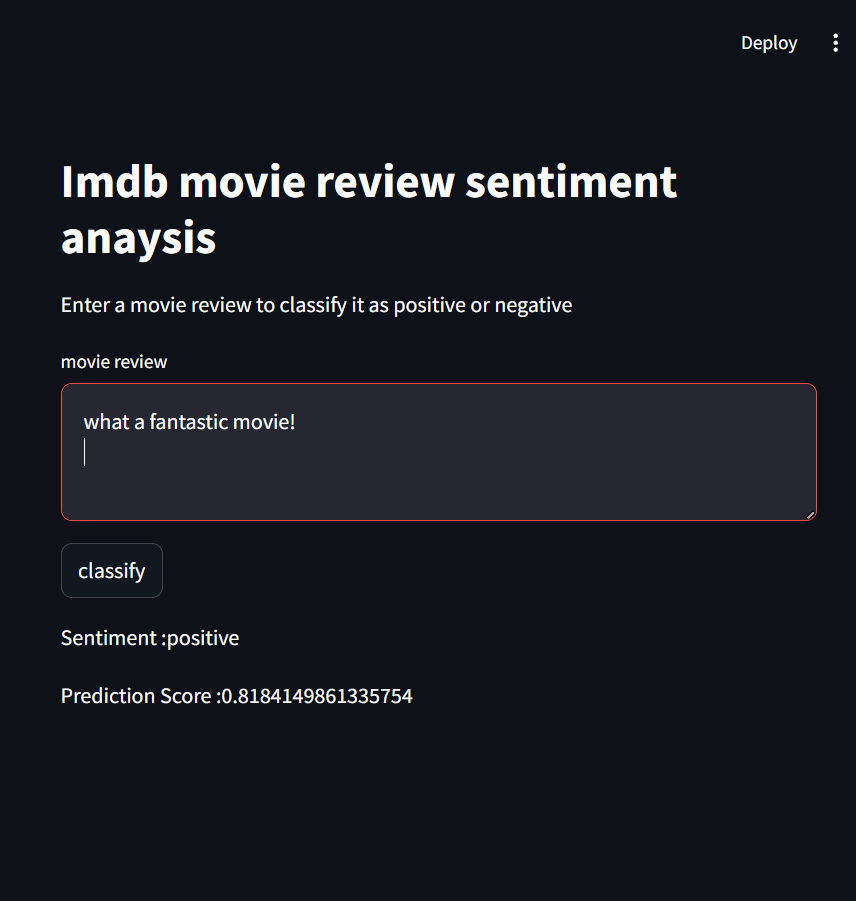 Deploy
Imdb movie review sentiment
anaysis
Enter a movie review to classify it as positive or negative
movie review
what a fantastic movie!
classify
Sentiment :positive
Prediction Score :0.8184149861335754